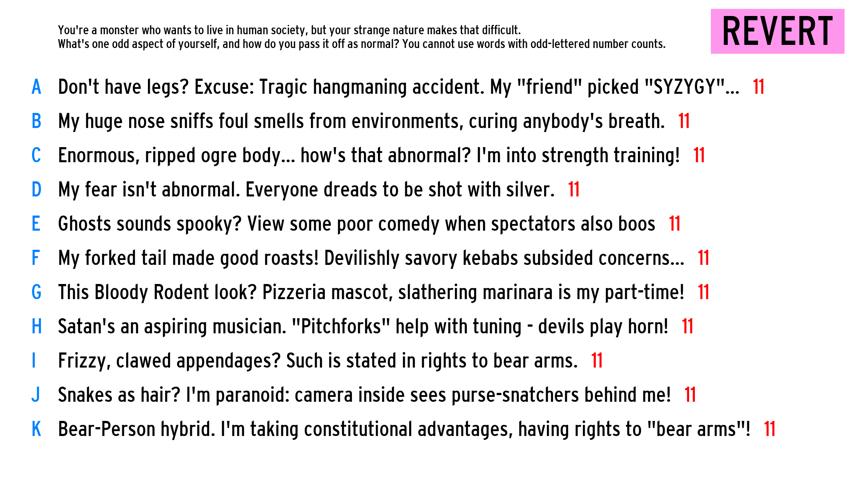 You're a monster who wants to live in human society, but your strange nature makes that difficult.
What's one odd aspect of yourself, and how do you pass it off as normal? You cannot use words with odd-lettered number counts.
REVERT
A Don't have legs? Excuse: Tragic hangmaning accident. My "friend" picked "SYZYGY"... 11
B My huge nose sniffs foul smells from environments, curing anybody's breath. 11
C Enormous, ripped ogre body... how's that abnormal? I'm into strength training! 11
D My fear isn't abnormal. Everyone dreads to be shot with silver. 11
E Ghosts sounds spooky? View some poor comedy when spectators also boos 11
F My forked tail made good roasts! Devilishly savory kebabs subsided concerns... 11
G This Bloody Rodent look? Pizzeria mascot, slathering marinara is my part-time! 11
H Satan's an aspiring musician. "Pitchforks" help with tuning - devils play horn! 11
I Frizzy, clawed appendages? Such is stated in rights to bear arms. 11
J Snakes as hair? I'm paranoid: camera inside sees purse-snatchers behind me! 11
K Bear-Person hybrid. I'm taking constitutional advantages, having rights to "bear arms"! 11